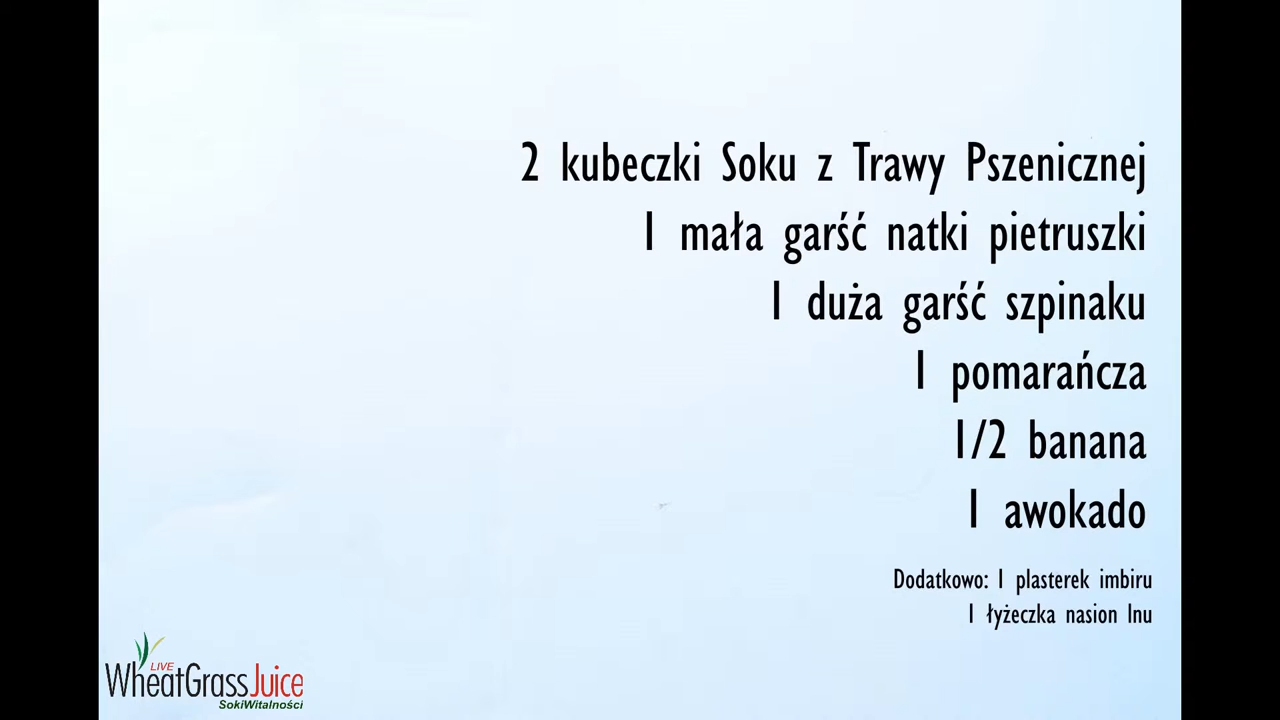 2 kubeczki Soku z Trawy Pszenicznej
1 mała garść natki pietruszki
1 duża garść szpinaku
1 pomarańcza
1/2 banana
1 awokado
Dodatkowo: 1 plasterek imbiru
1 łyżeczka nasion lnu
LIVE
WheatGrassJuice
SokiWitalności